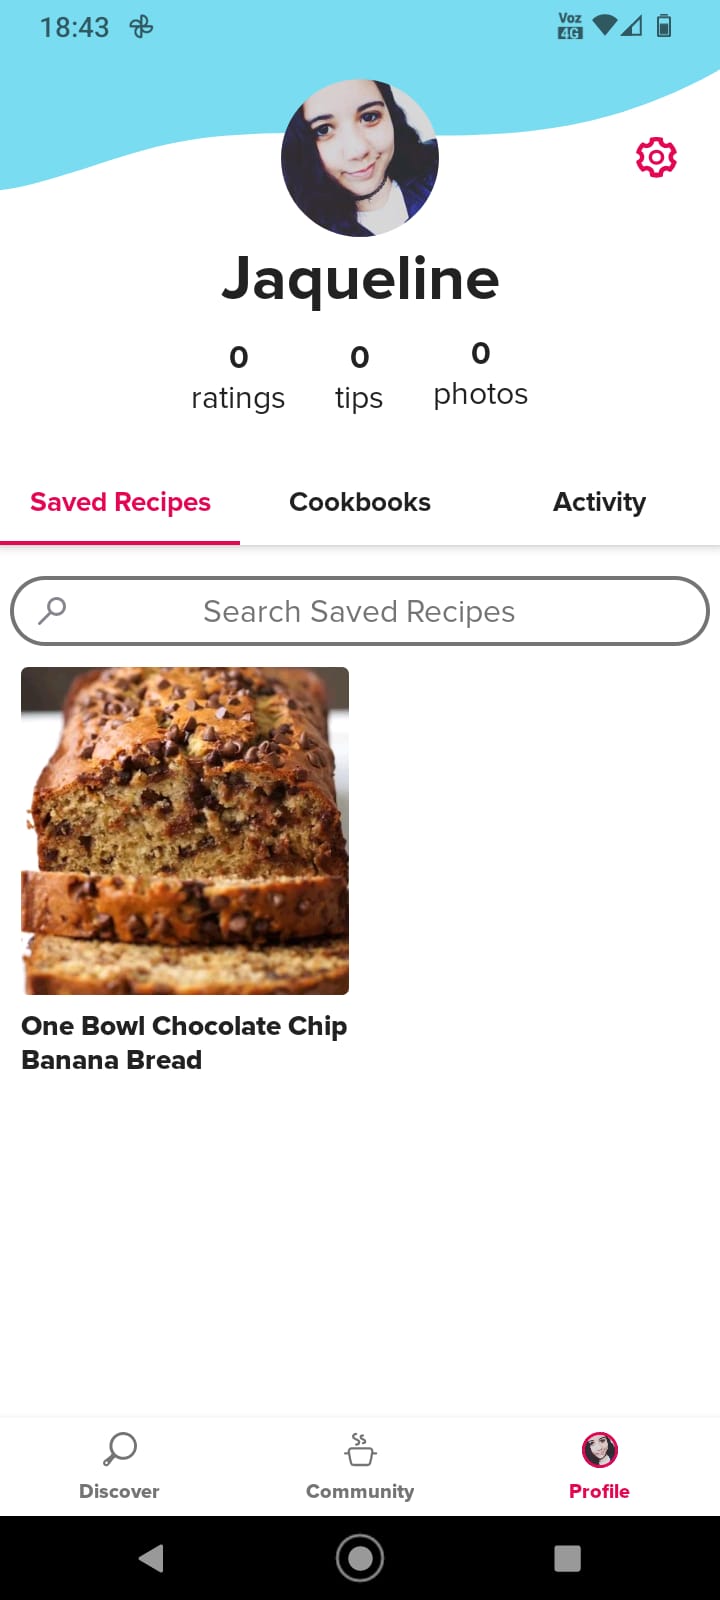 18:43
Voz
4G
Jaqueline
0 0 0
ratings tips photos
Saved Recipes Cookbooks Activity
Search Saved Recipes
One Bowl Chocolate Chip
Banana Bread
Discover Community Profile